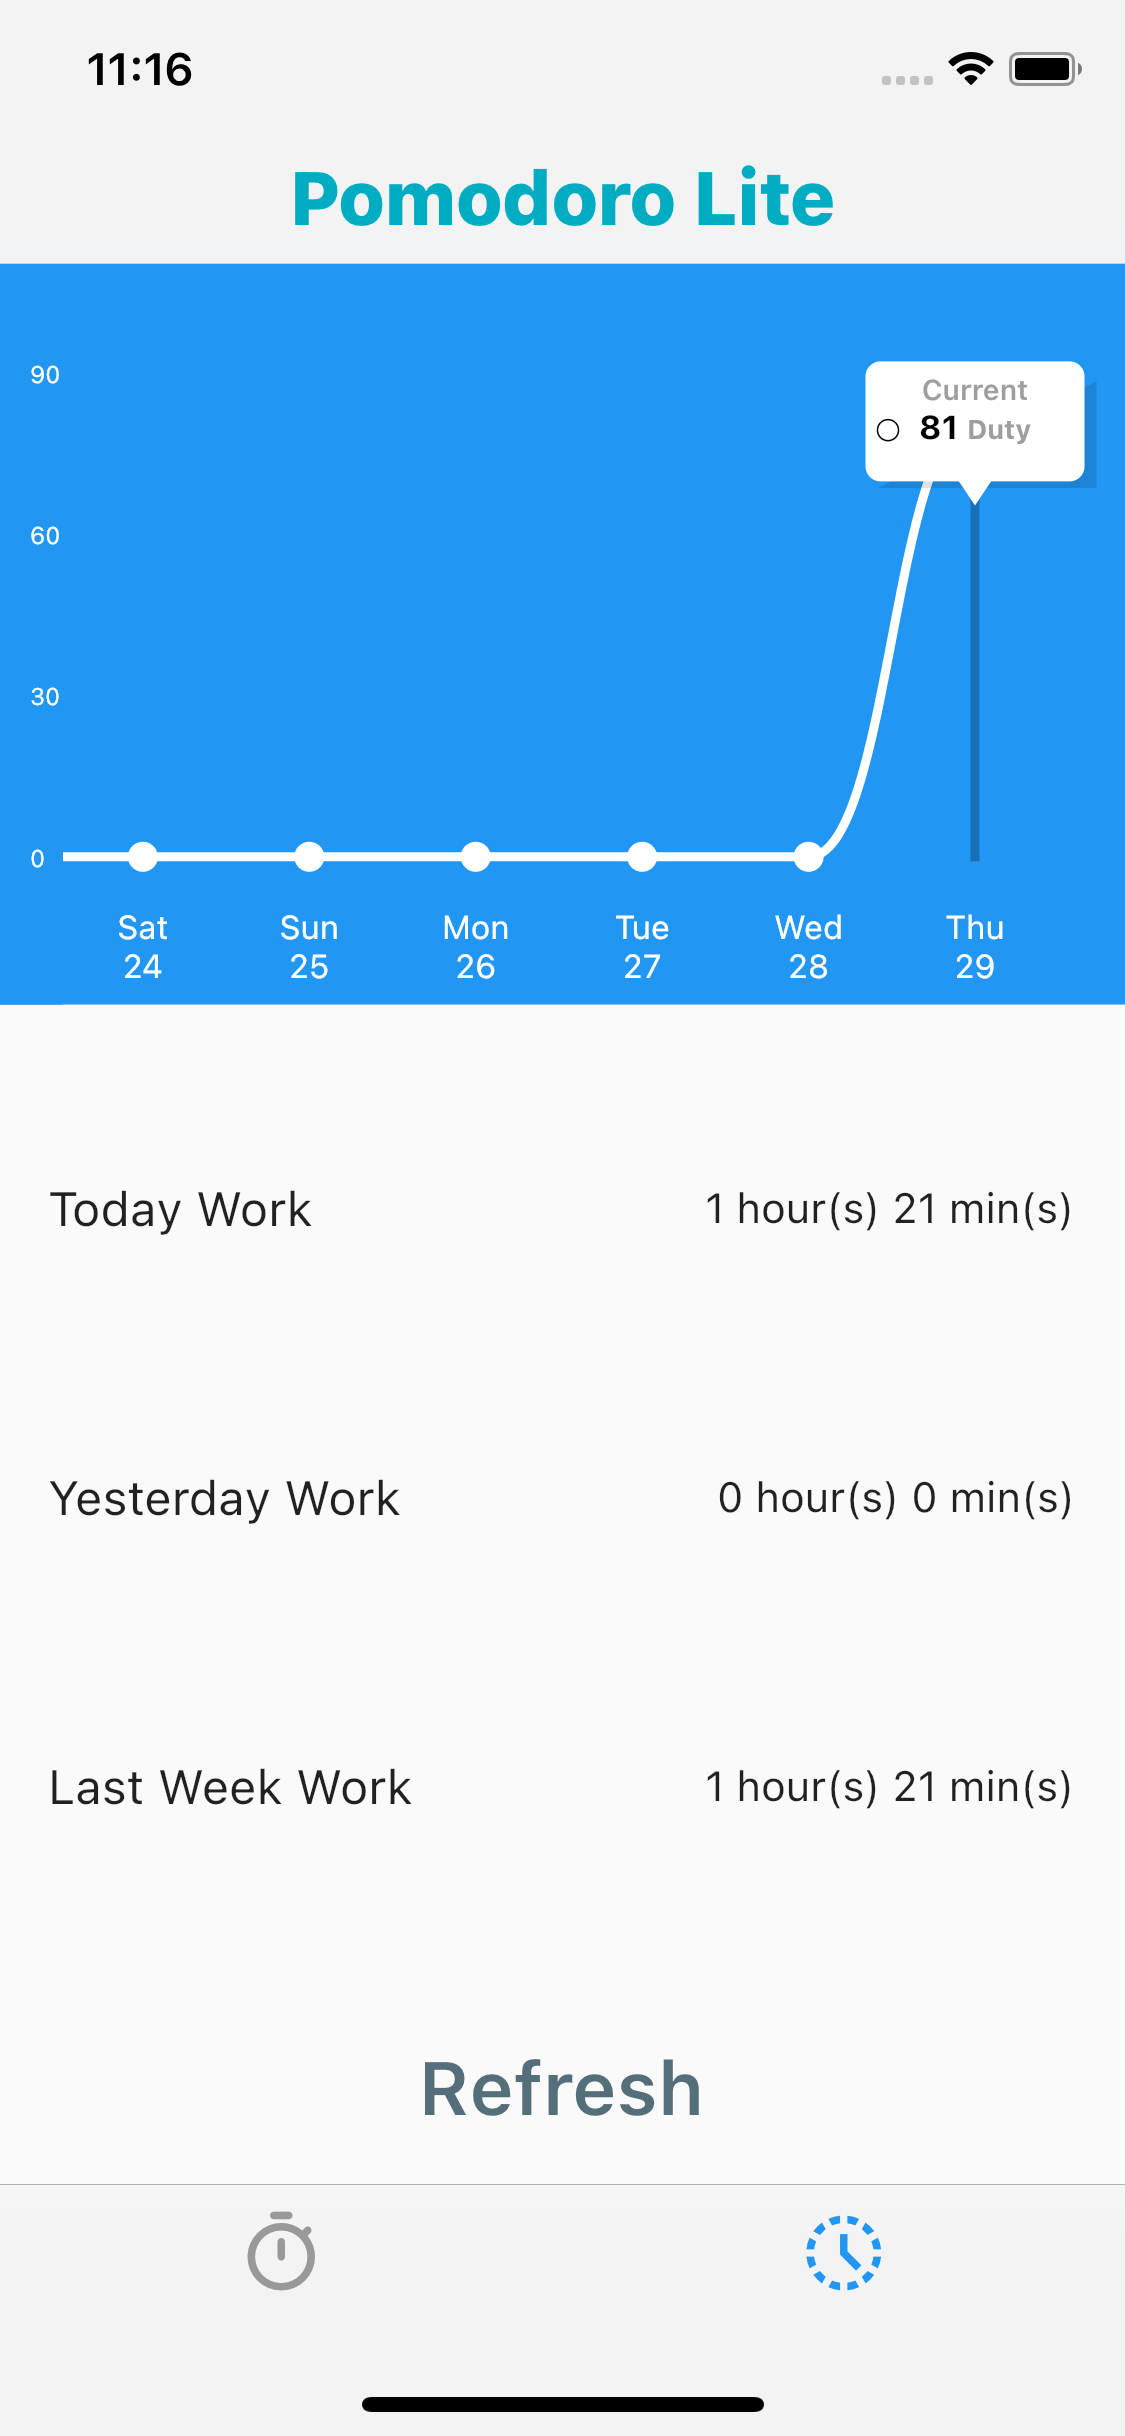 11:16
Pomodoro Lite
90
60
30
0
Current
81 Duty
Sat Sun Mon Tue Wed Thu
24 25 26 27 28 29
Today Work 1 hour(s) 21 min(s)
Yesterday Work 0 hour(s) 0 min(s)
Last Week Work 1 hour(s) 21 min(s)
Refresh